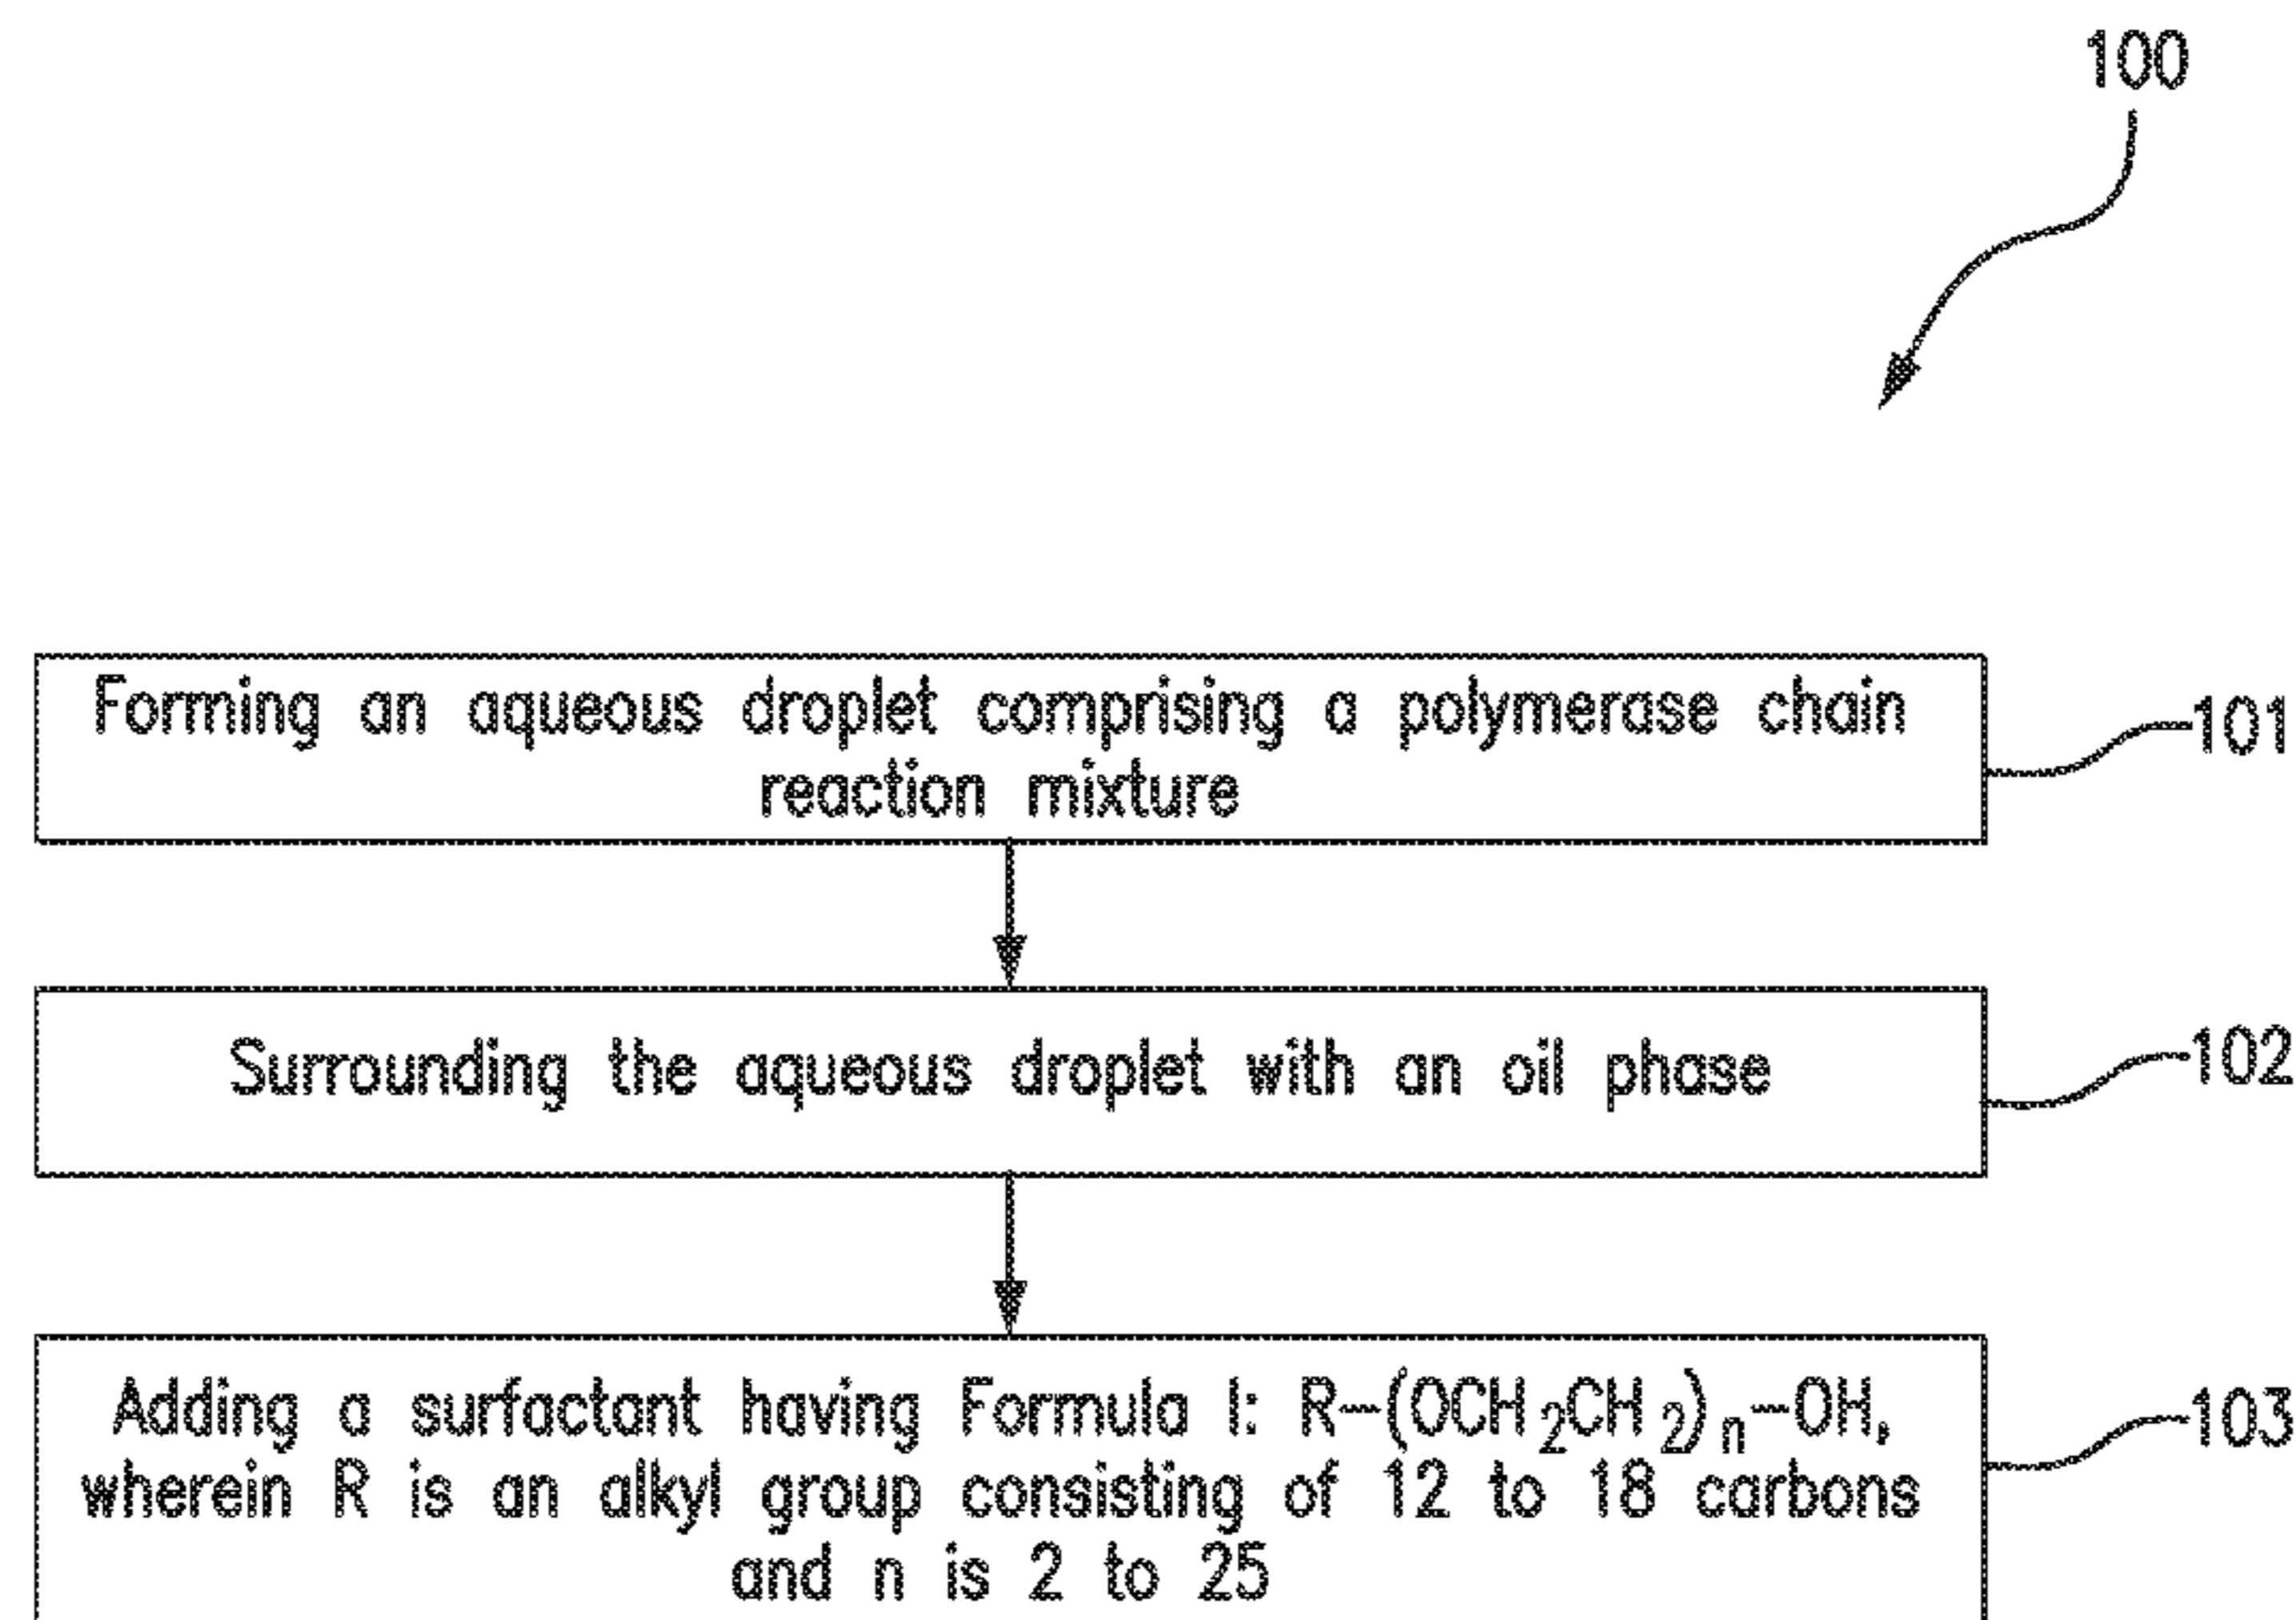 100
Forming an aqueous droplet comprising a polymerase chain
reaction mixture
101
Surrounding the aqueous droplet with an oil phase
102
Adding a surfactant having Formula I: R-(OCH₂CH₂)ₙ-OH,
wherein R is an alkyl group consisting of 12 to 18 carbons
and n is 2 to 25
103